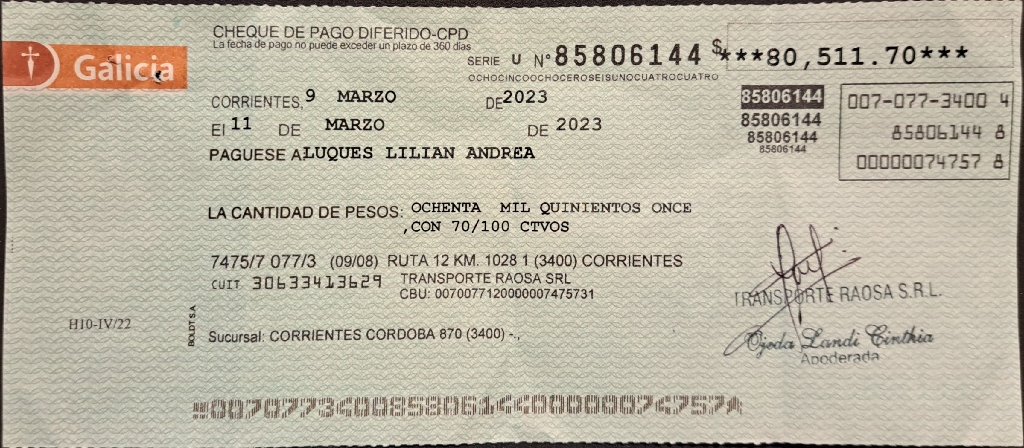 CHEQUE DE PAGO DIFERIDO-CPD
La fecha de pago no puede exceder un plazo de 360 días
Galicia
SERIE U N° 85806144 $ ***80,511.70***
OCHOCINCOOCHOCEROSEISUNOCUATROCUATRO
CORRIENTES, 9 MARZO DE 2023
El 11 DE MARZO DE 2023
PAGUESE A LUQUES LILIAN ANDREA
85806144
85806144
85806144
85806144
007-077-3400 4
85806144 8
00000074757 8
LA CANTIDAD DE PESOS: OCHENTA MIL QUINIENTOS ONCE
,CON 70/100 CTVOS
7475/7 077/3 (09/08) RUTA 12 KM. 1028 1 (3400) CORRIENTES
CUIT 30633413629 TRANSPORTE RAOSA SRL
CBU: 0070077120000007475731
TRANSPORTE RAOSA S.R.L.
Ojeda Landi Cinthia
Apoderada
H10-IV/22
BOLDT S.A.
Sucursal: CORRIENTES CORDOBA 870 (3400) -.,
00707734008580614400000074757